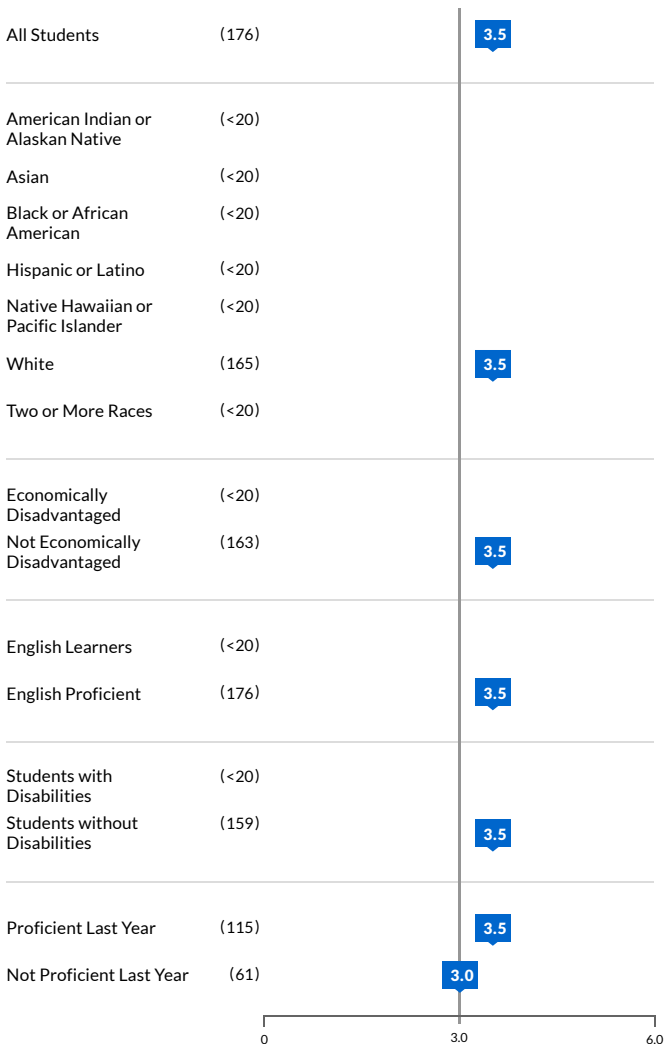 All Students (176) 3.5
American Indian or (<20)
Alaskan Native
Asian (<20)
Black or African (<20)
American
Hispanic or Latino (<20)
Native Hawaiian or (<20)
Pacific Islander
White (165) 3.5
Two or More Races (<20)
Economically (<20)
Disadvantaged
Not Economically (163) 3.5
Disadvantaged
English Learners (<20)
English Proficient (176) 3.5
Students with (<20)
Disabilities
Students without (159) 3.5
Disabilities
Proficient Last Year (115) 3.5
Not Proficient Last Year (61) 3.0
0 3.0 6.0